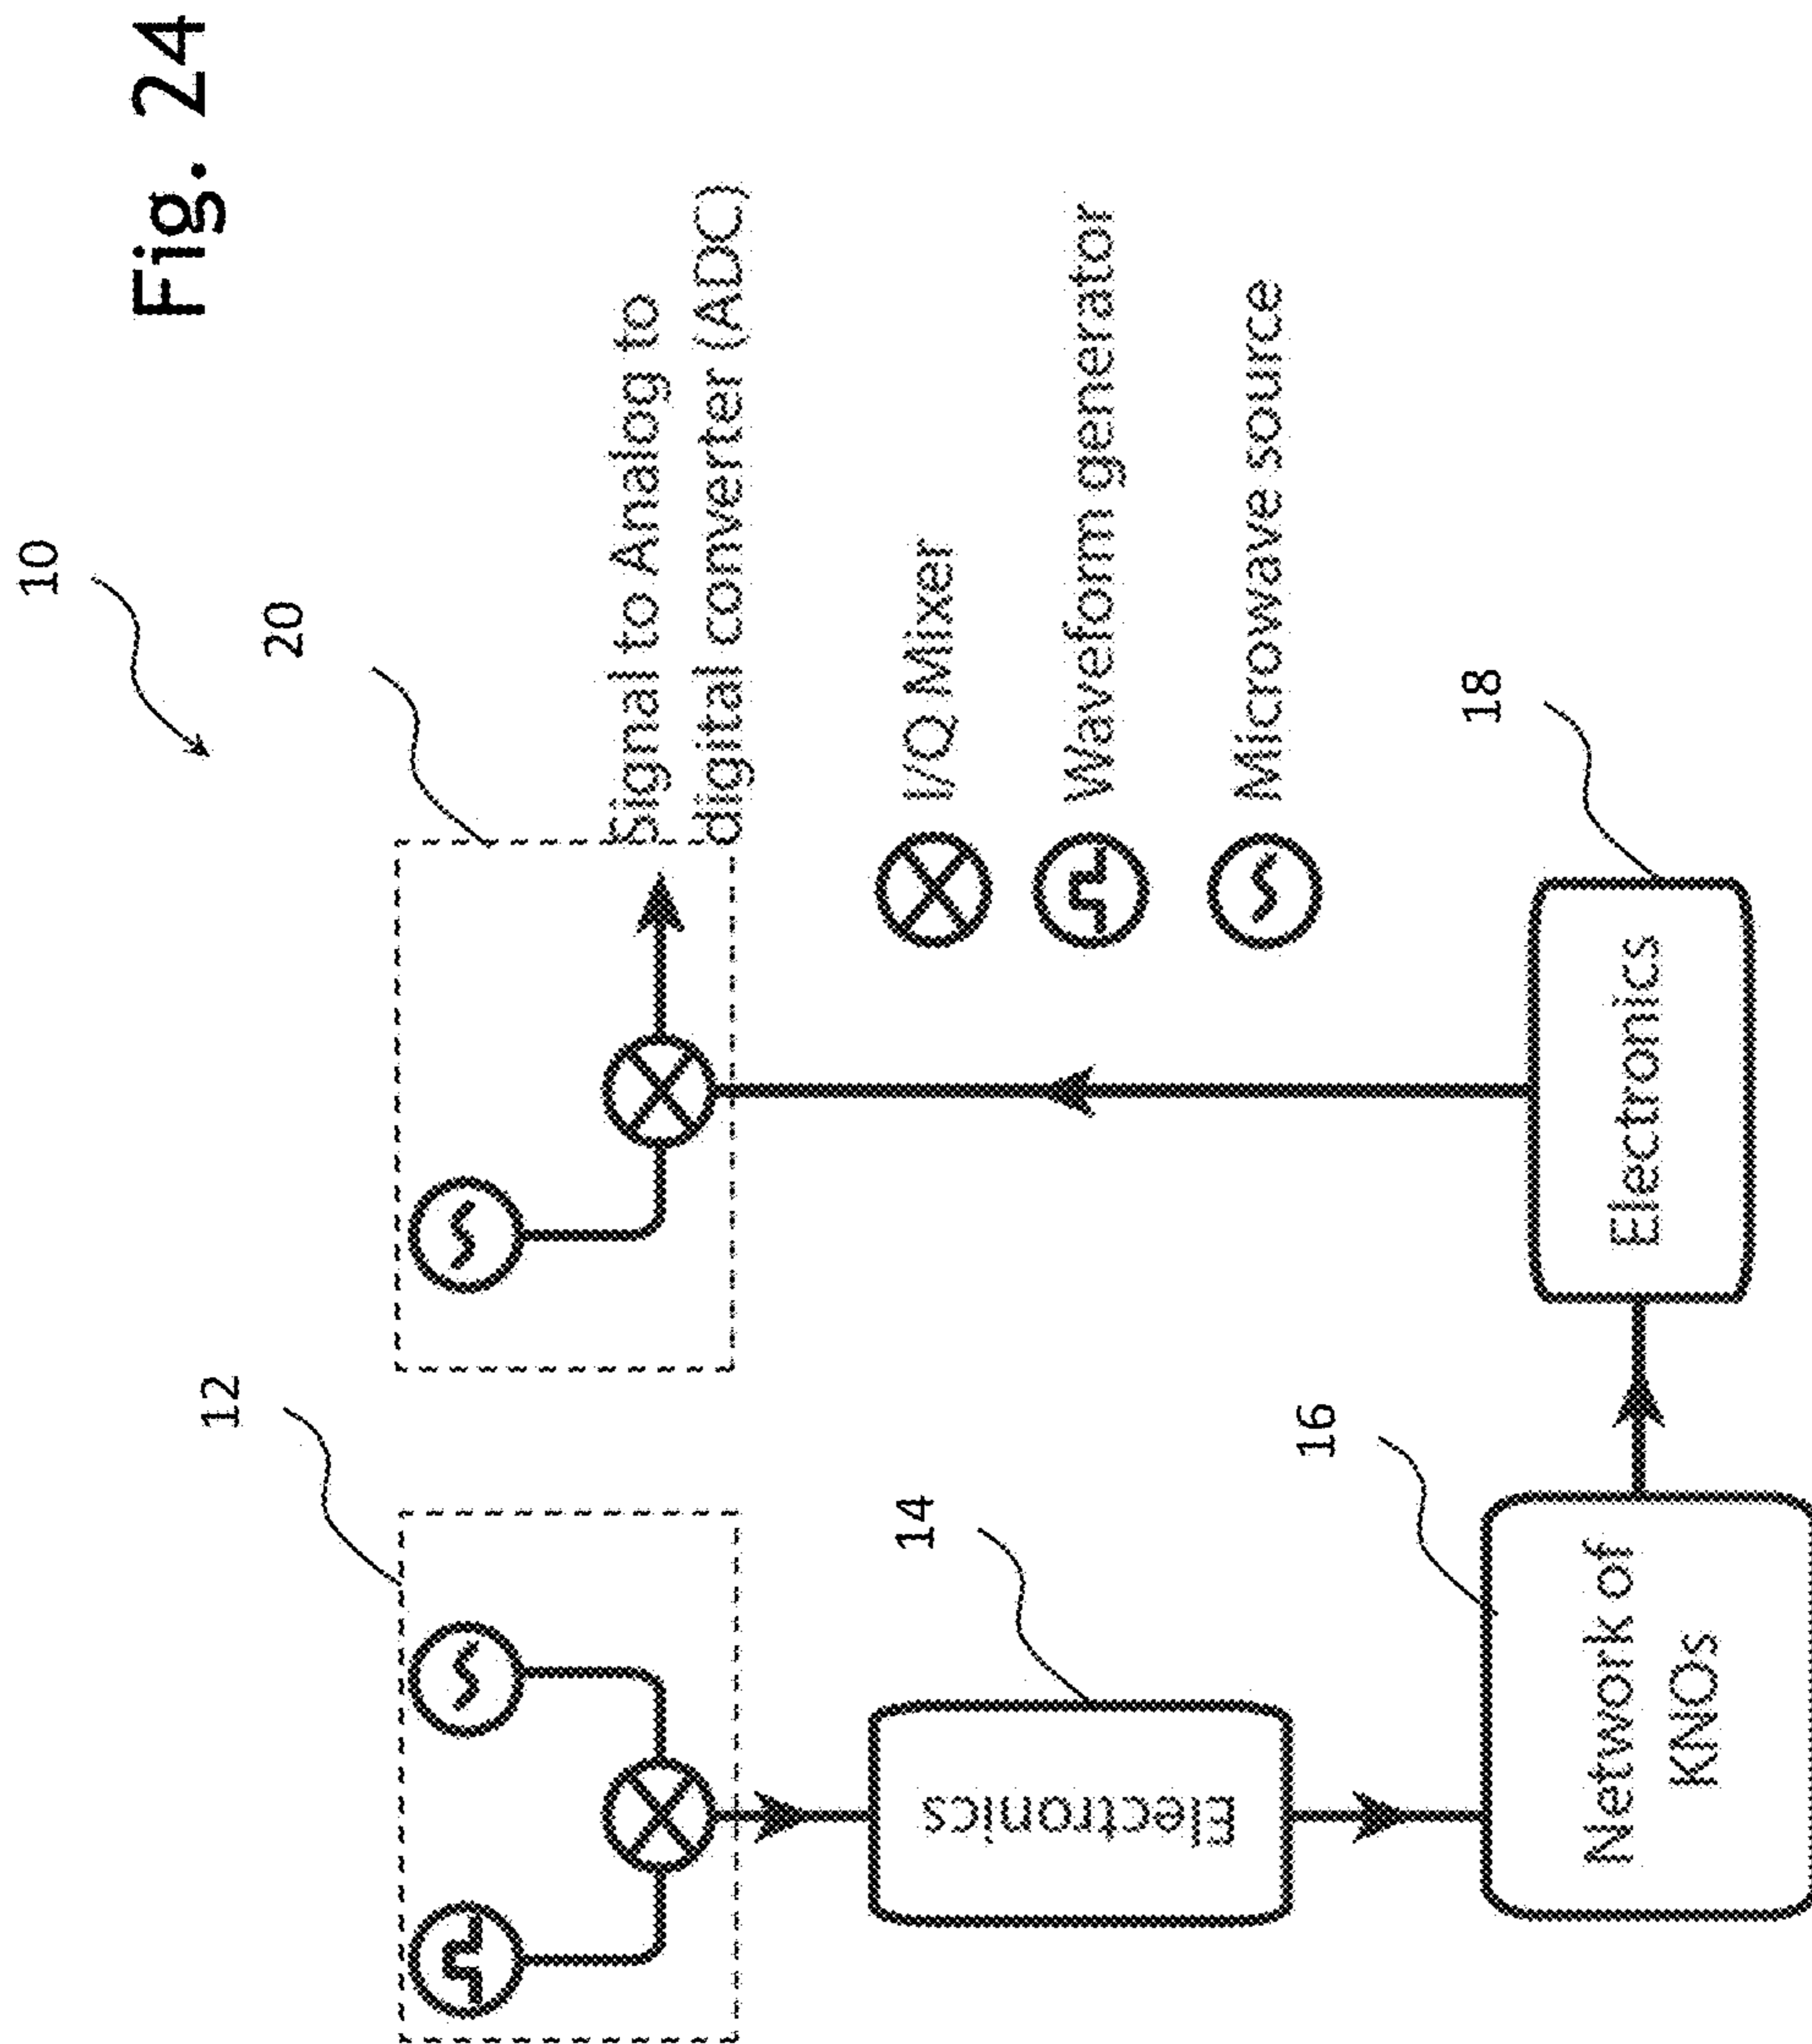 Fig. 24
10
20
12
Signal to Analog to
digital converter (ADC)
I/Q Mixer
Waveform generator
Microwave source
14
Electronics
16
Network of
KNOs
18
Electronics